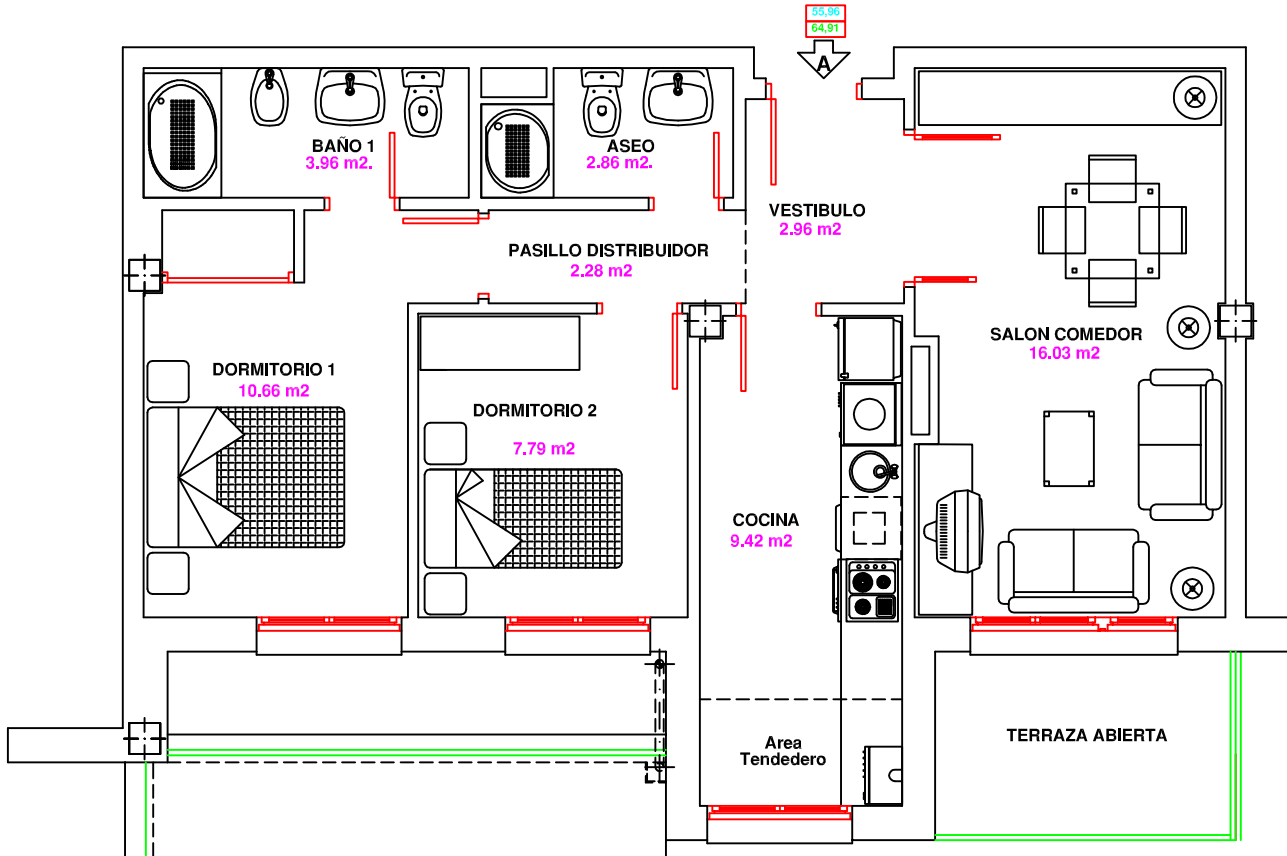 55,96
64,91
A
BAÑO 1
3.96 m2.
ASEO
2.86 m2.
VESTIBULO
2.96 m2
PASILLO DISTRIBUIDOR
2.28 m2
SALON COMEDOR
16.03 m2
DORMITORIO 1
10.66 m2
DORMITORIO 2
7.79 m2
COCINA
9.42 m2
Area
Tendedero
TERRAZA ABIERTA